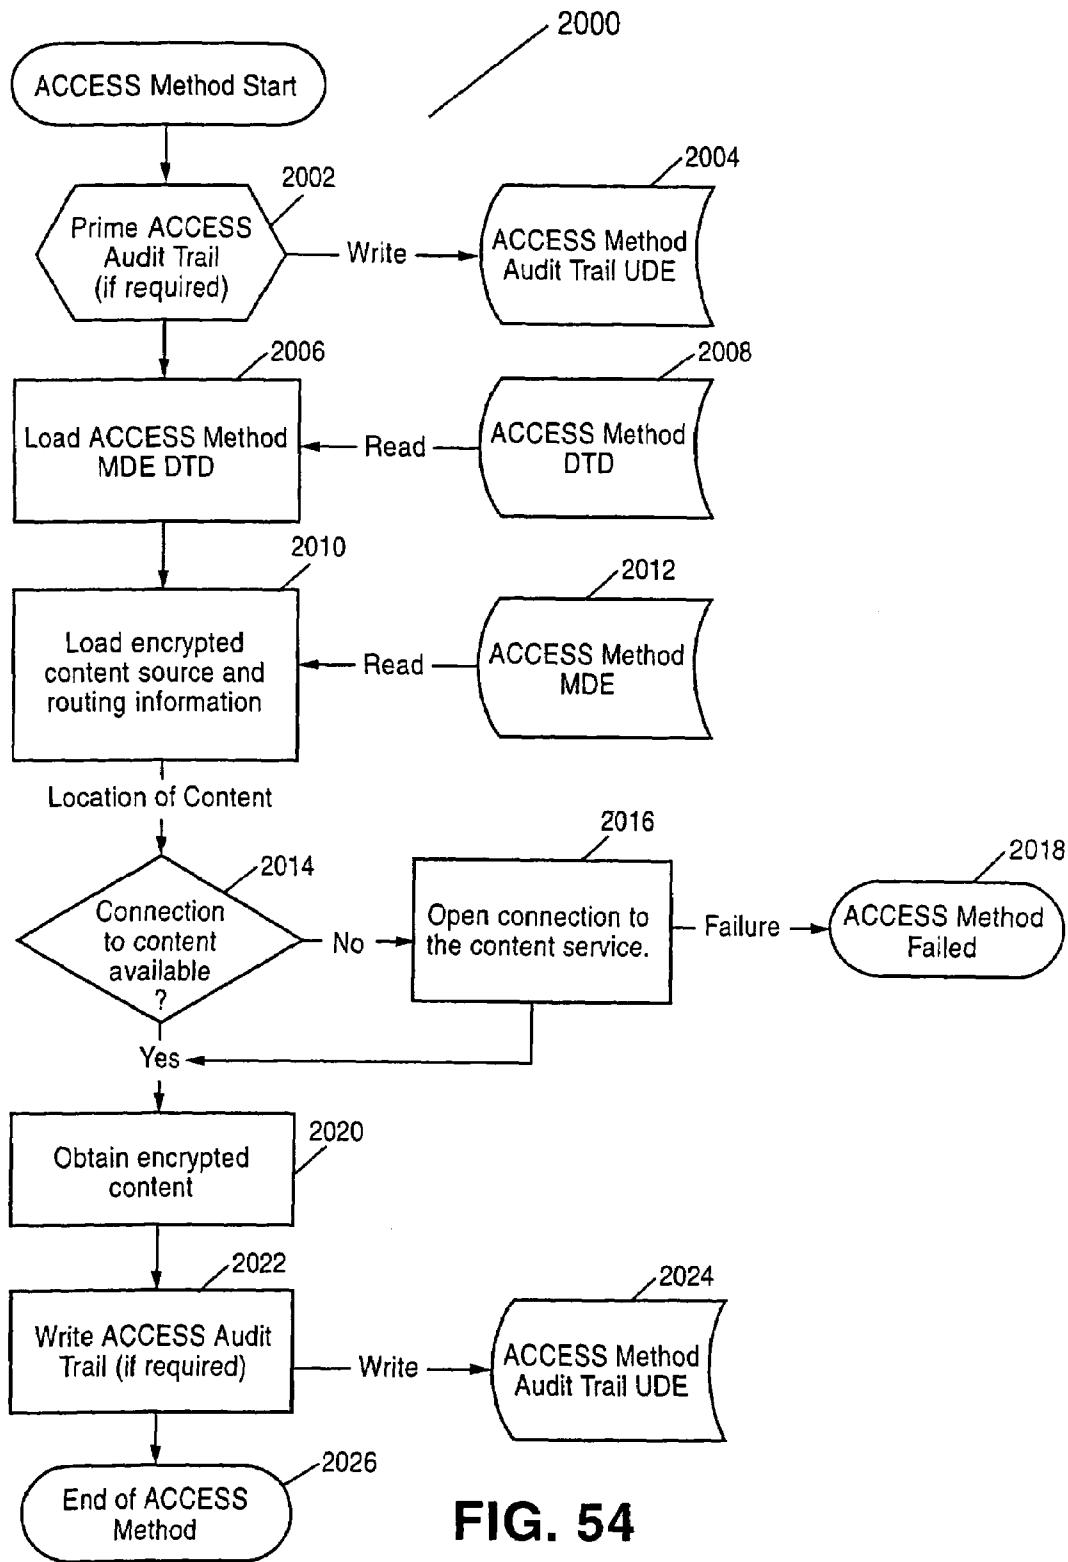 2000
ACCESS Method Start
2002
2004
Prime ACCESS
Audit Trail
(if required)
Write
ACCESS Method
Audit Trail UDE
2006
2008
Load ACCESS Method
MDE DTD
Read
ACCESS Method
DTD
2010
2012
Load encrypted
content source and
routing information
Read
ACCESS Method
MDE
Location of Content
2014
2016
2018
Connection
to content
available
?
No
Open connection to
the content service.
Failure
ACCESS Method
Failed
Yes
2020
Obtain encrypted
content
2022
2024
Write ACCESS Audit
Trail (if required)
Write
ACCESS Method
Audit Trail UDE
2026
End of ACCESS
Method
FIG. 54